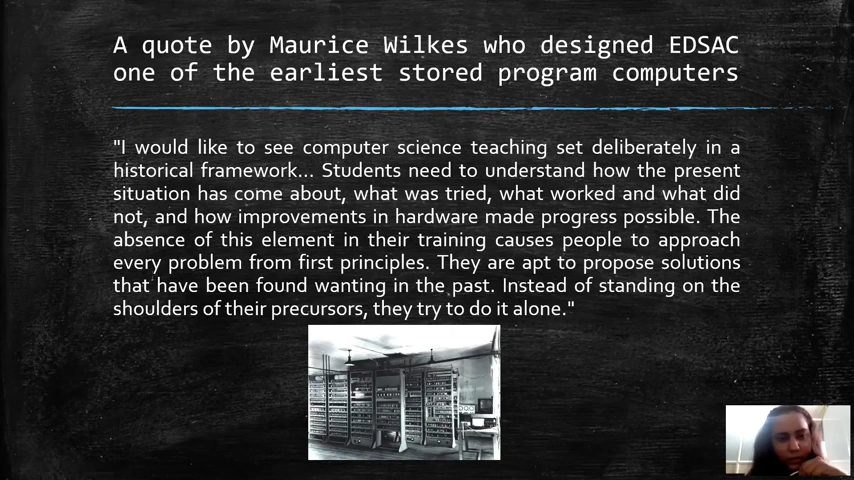 A quote by Maurice Wilkes who designed EDSAC
one of the earliest stored program computers
"I would like to see computer science teaching set deliberately in a
historical framework... Students need to understand how the present
situation has come about, what was tried, what worked and what did
not, and how improvements in hardware made progress possible. The
absence of this element in their training causes people to approach
every problem from first principles. They are apt to propose solutions
that have been found wanting in the past. Instead of standing on the
shoulders of their precursors, they try to do it alone."